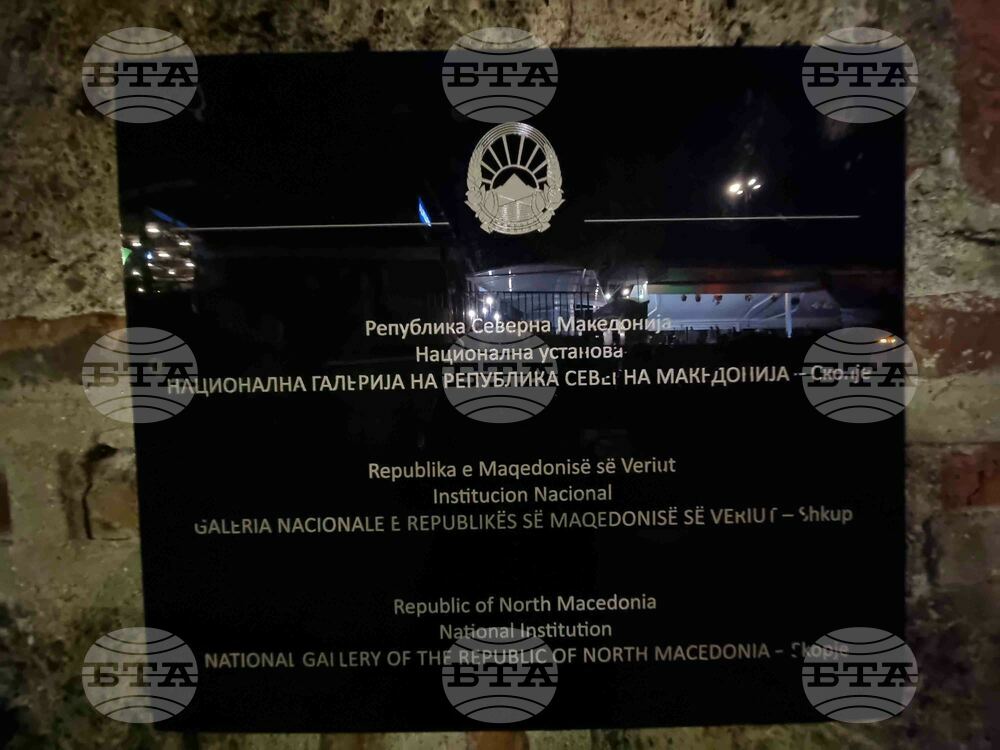 БТА БТА БТА
Република Северна Македонија
Национална установа
НАЦИОНАЛНА ГАЛЕРИЈА НА РЕПУБЛИКА СЕВЕРНА МАКЕДОНИЈА – Скопје
БТА БТА БТА
Republika e Maqedonisë së Veriut
Institucion Nacional
GALERIA NACIONALE E REPUBLIKËS SË MAQEDONISË SË VERIUT – Shkup
Republic of North Macedonia
National Institution
NATIONAL GALLERY OF THE REPUBLIC OF NORTH MACEDONIA – Skopje
БТА БТА БТА